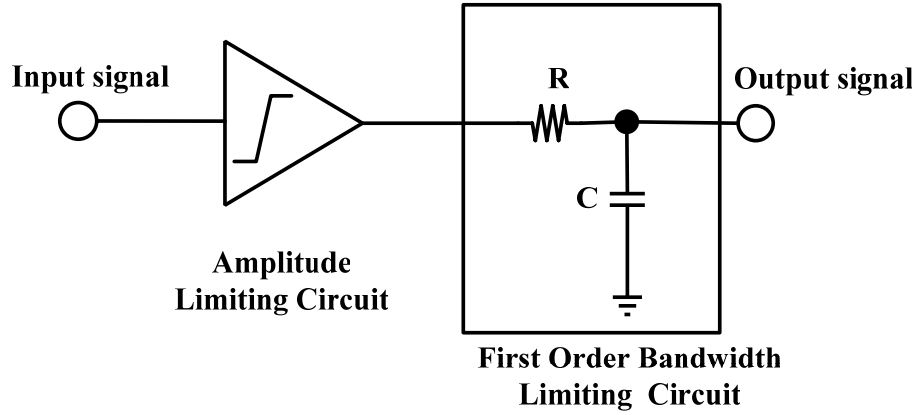 Input signal
R
Output signal
C
Amplitude
Limiting Circuit
First Order Bandwidth
Limiting Circuit